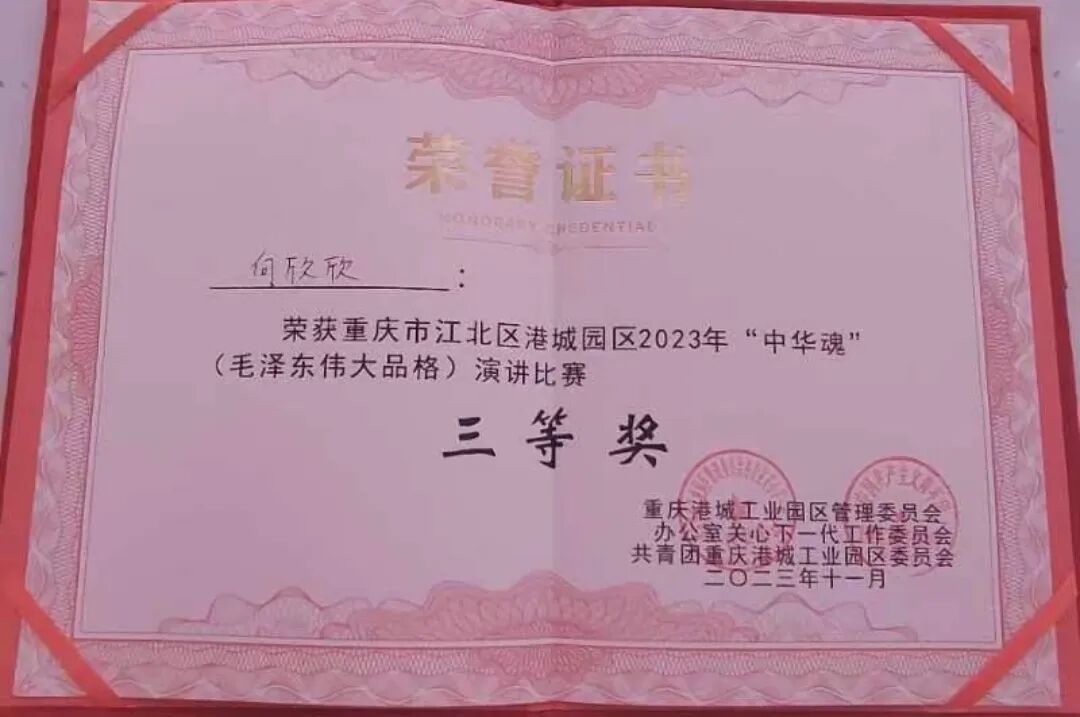 荣誉证书
HONORARY CREDENTIAL
何欣欣：
荣获重庆市江北区港城园区2023年“中华魂”
（毛泽东伟大品格）演讲比赛
三等奖
重庆港城工业园区管理委员会
办公室关心下一代工作委员会
共青团重庆港城工业园区委员会
二〇二三年十一月